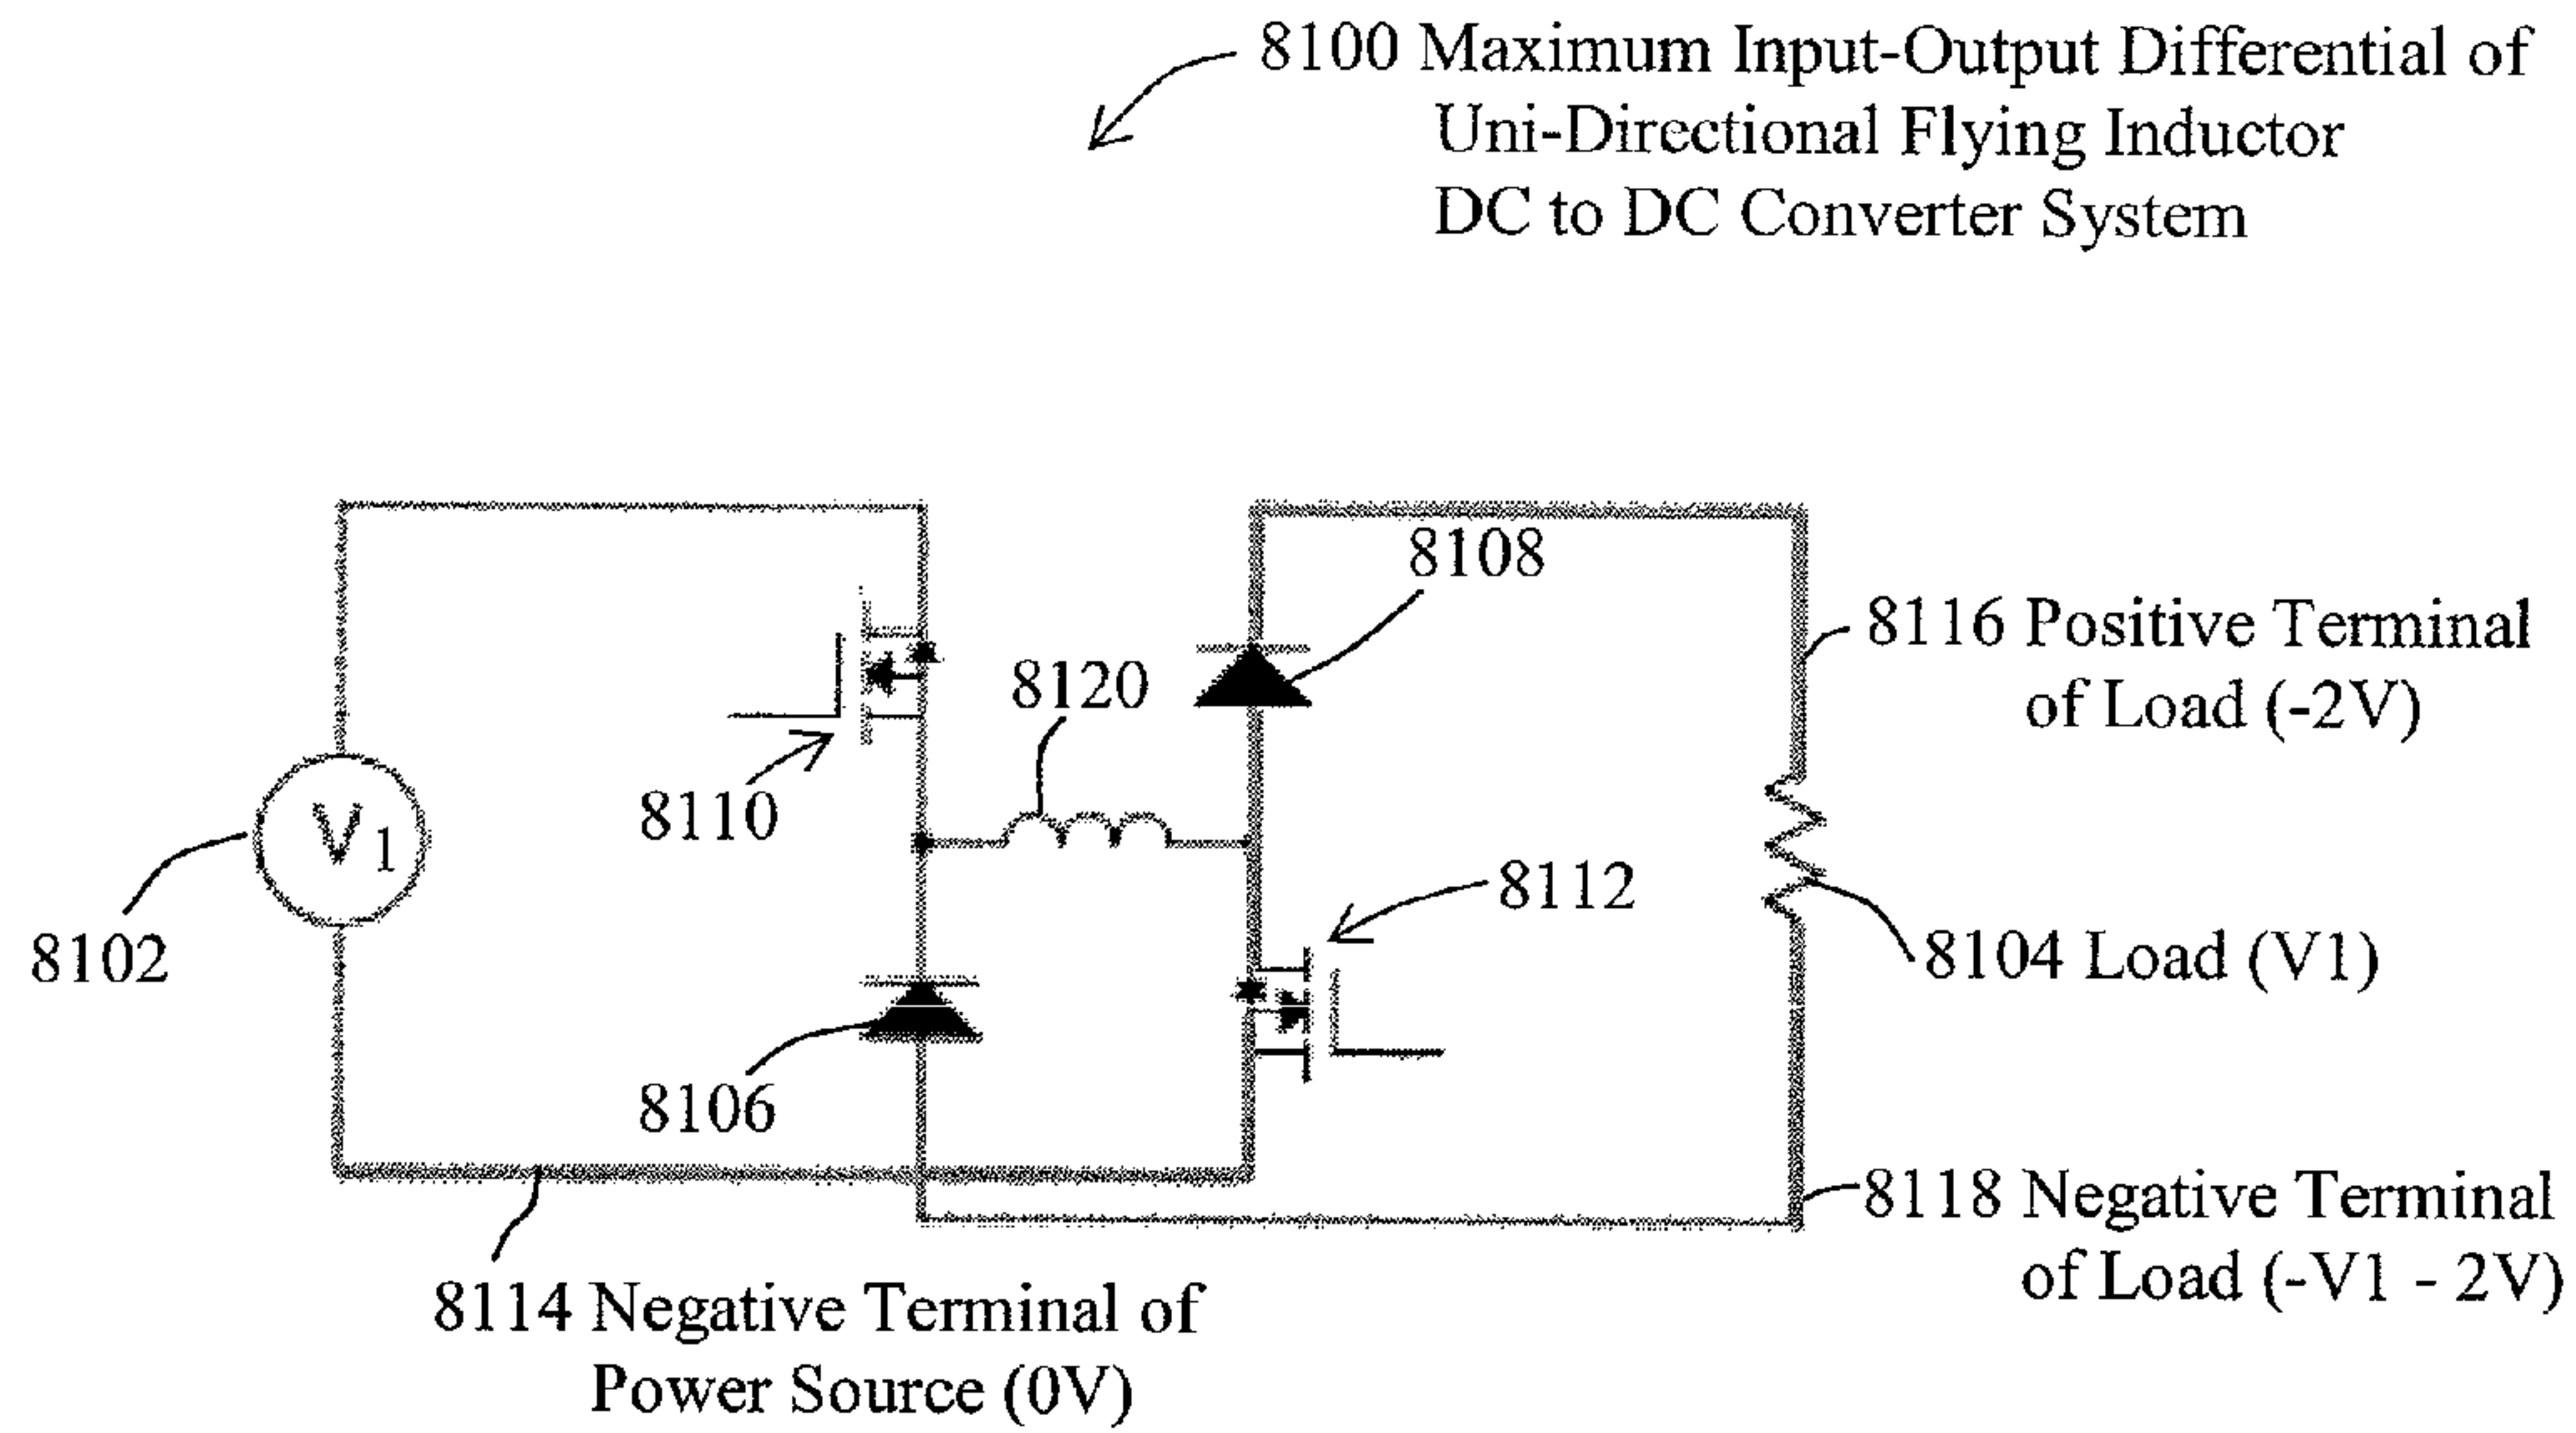 8100 Maximum Input-Output Differential of
Uni-Directional Flying Inductor
DC to DC Converter System
8108
8116 Positive Terminal
of Load (-2V)
8120
8110
V1
8112
8102
8104 Load (V1)
8106
8118 Negative Terminal
of Load (-V1 - 2V)
8114 Negative Terminal of
Power Source (0V)